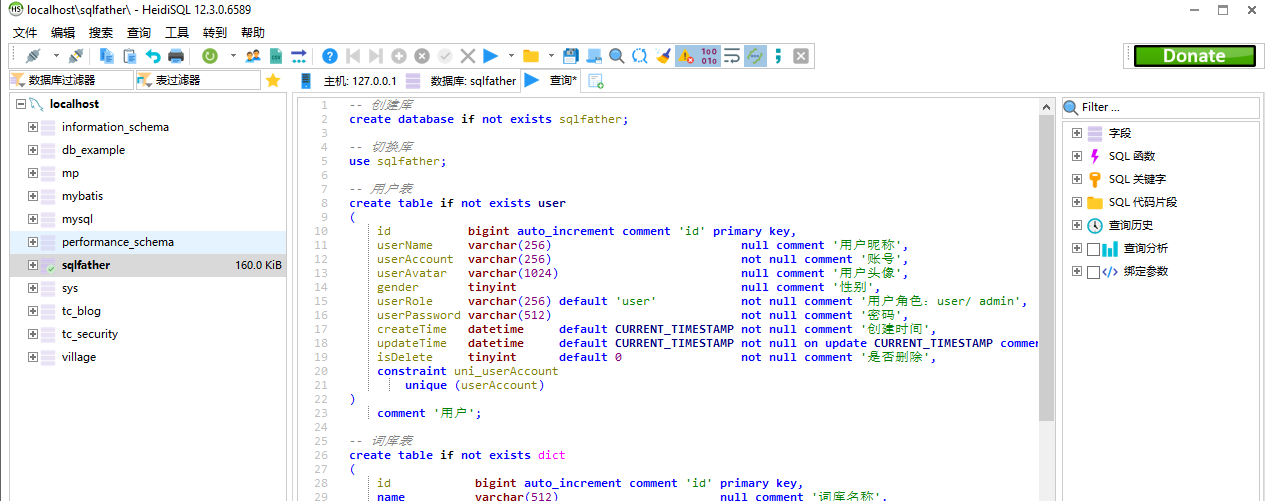 localhost\sqlfather\ - HeidiSQL 12.3.0.6589
文件 编辑 搜索 查询 工具 转到 帮助
Donate
数据库过滤器 表过滤器 主机: 127.0.0.1 数据库: sqlfather 查询*
localhost
information_schema
db_example
mp
mybatis
mysql
performance_schema
sqlfather 160.0 KiB
sys
tc_blog
tc_security
village
1 -- 创建库
2 create database if not exists sqlfather;
3
4 -- 切换库
5 use sqlfather;
6
7 -- 用户表
8 create table if not exists user
9 (
10 id bigint auto_increment comment 'id' primary key,
11 userName varchar(256) null comment '用户昵称',
12 userAccount varchar(256) not null comment '账号',
13 userAvatar varchar(1024) null comment '用户头像',
14 gender tinyint null comment '性别',
15 userRole varchar(256) default 'user' not null comment '用户角色：user/ admin',
16 userPassword varchar(512) not null comment '密码',
17 createTime datetime default CURRENT_TIMESTAMP not null comment '创建时间',
18 updateTime datetime default CURRENT_TIMESTAMP not null on update CURRENT_TIMESTAMP commen
19 isDelete tinyint default 0 not null comment '是否删除',
20 constraint uni_userAccount
21 unique (userAccount)
22 )
23 comment '用户';
24
25 -- 词库表
26 create table if not exists dict
27 (
28 id bigint auto_increment comment 'id' primary key,
29 name varchar(512) null comment '词库名称',
Filter ...
字段
SQL 函数
SQL 关键字
SQL 代码片段
查询历史
查询分析
绑定参数